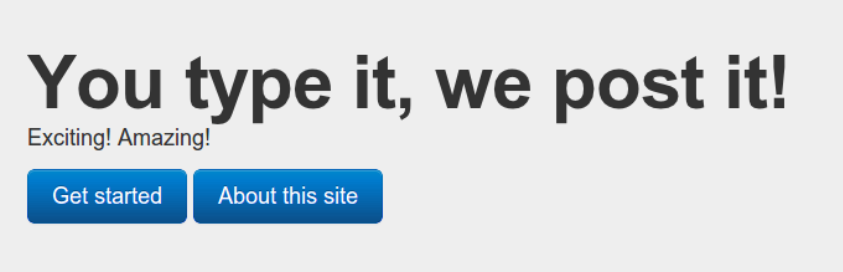 You type it, we post it!
Exciting! Amazing!
Get started About this site